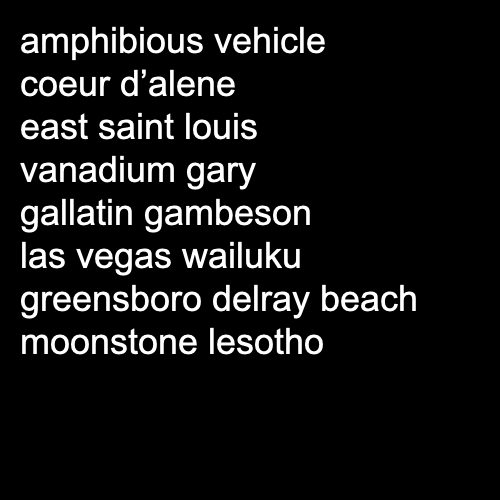 amphibious vehicle
coeur d’alene
east saint louis
vanadium gary
gallatin gambeson
las vegas wailuku
greensboro delray beach
moonstone lesotho